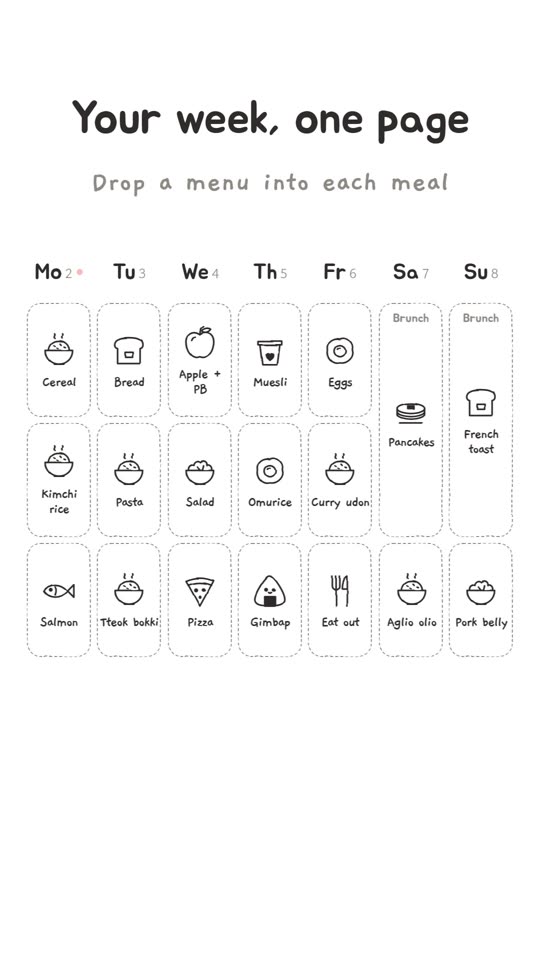 Your week, one page
Drop a menu into each meal
Mo 2 Tu 3 We 4 Th 5 Fr 6 Sa 7 Su 8
Brunch Brunch
Cereal Bread Apple + PB Muesli Eggs
Pancakes French toast
Kimchi rice Pasta Salad Omurice Curry udon
Salmon Tteok bokki Pizza Gimbap Eat out Aglio olio Pork belly